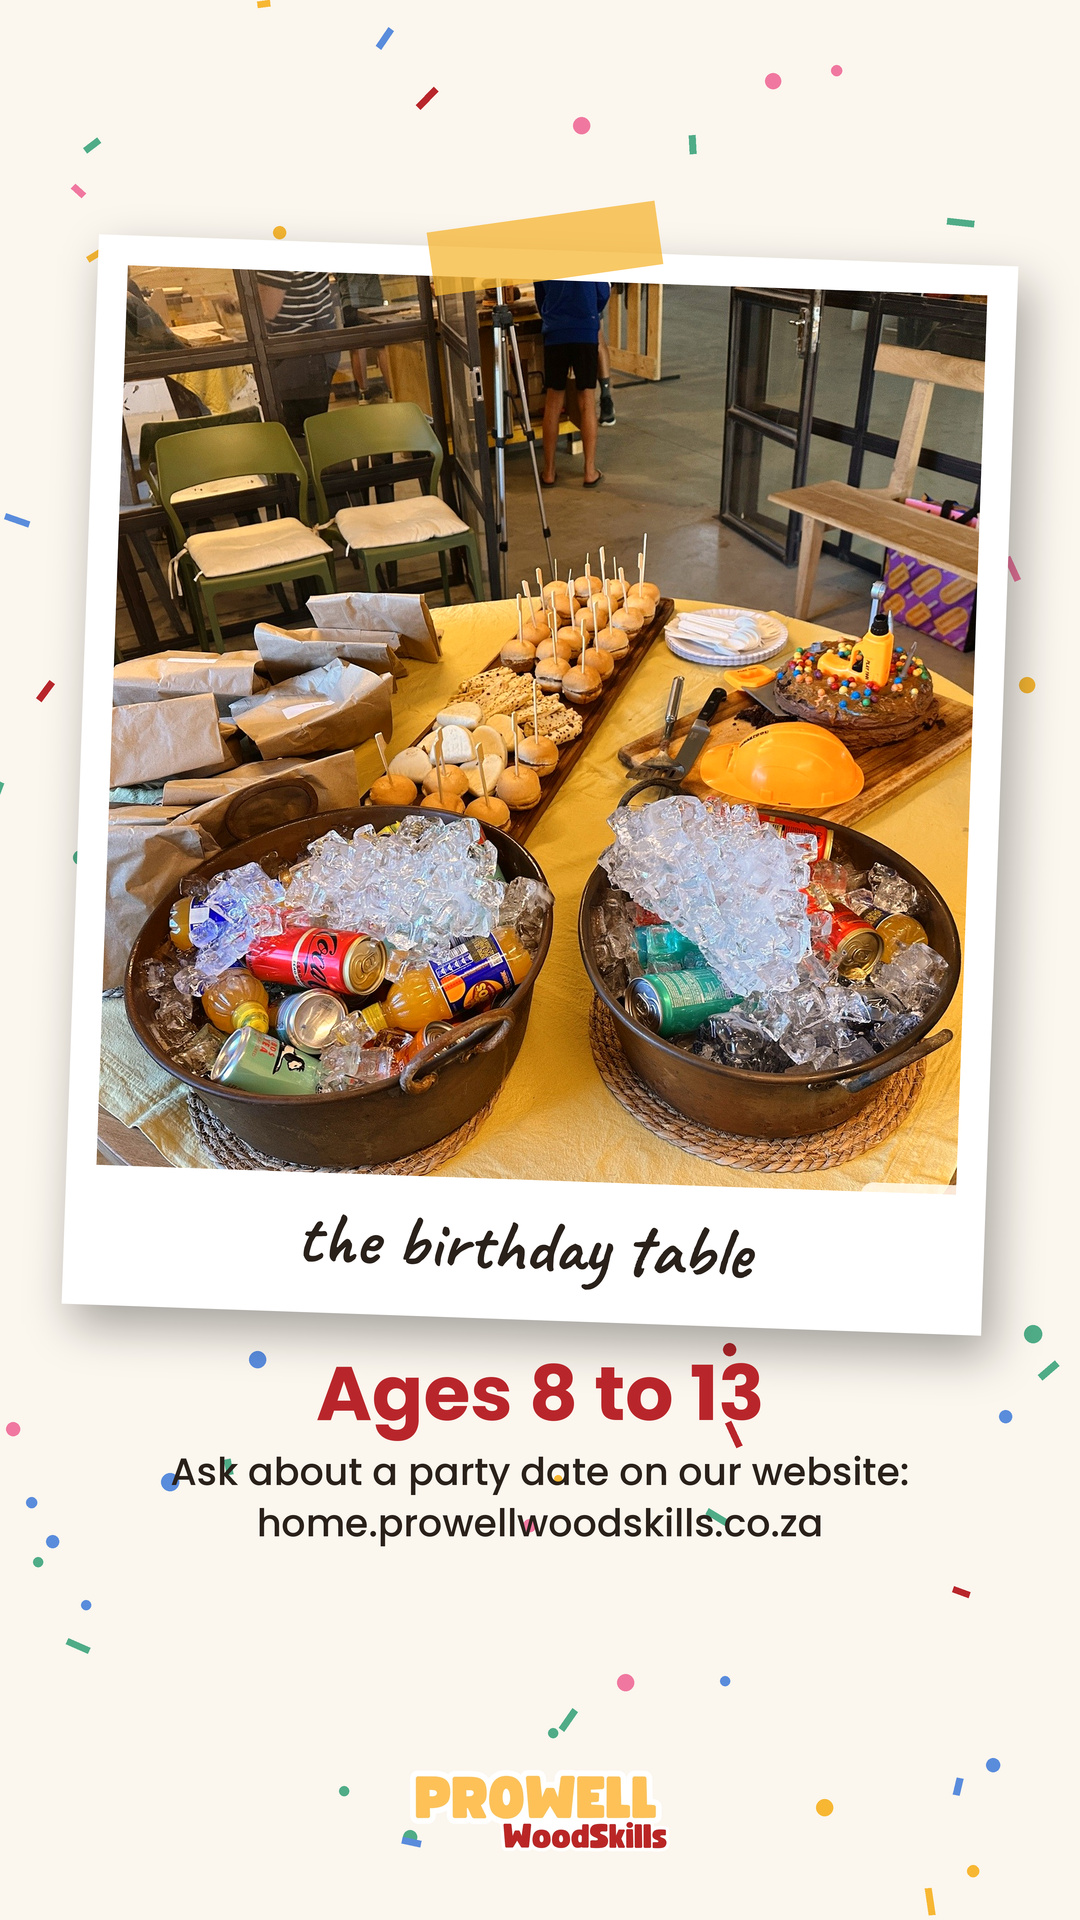 the birthday table
Ages 8 to 13
Ask about a party date on our website:
home.prowellwoodskills.co.za
PROWELL
WoodSkills